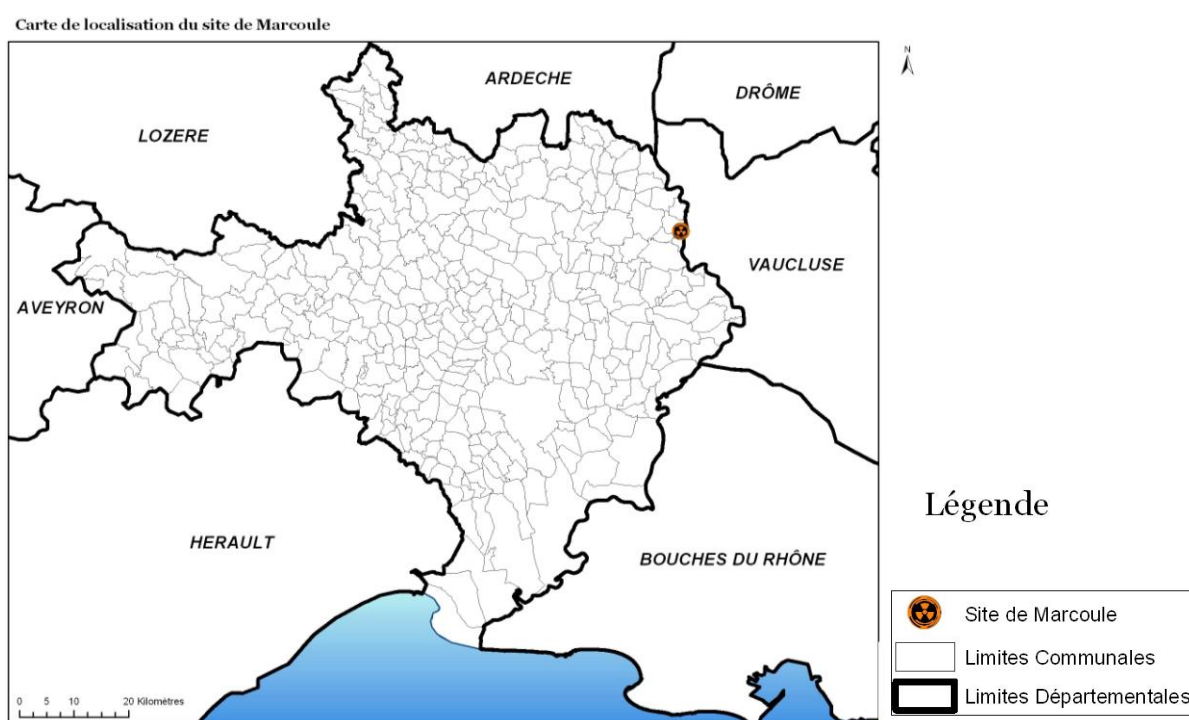 Carte de localisation du site de Marcoule
N
ARDECHE
DRÔME
LOZERE
VAUCLUSE
AVEYRON
Légende
HERAULT
BOUCHES DU RHÔNE
Site de Marcoule
Limites Communales
Limites Départementales
0 5 10 20 Kilomètres